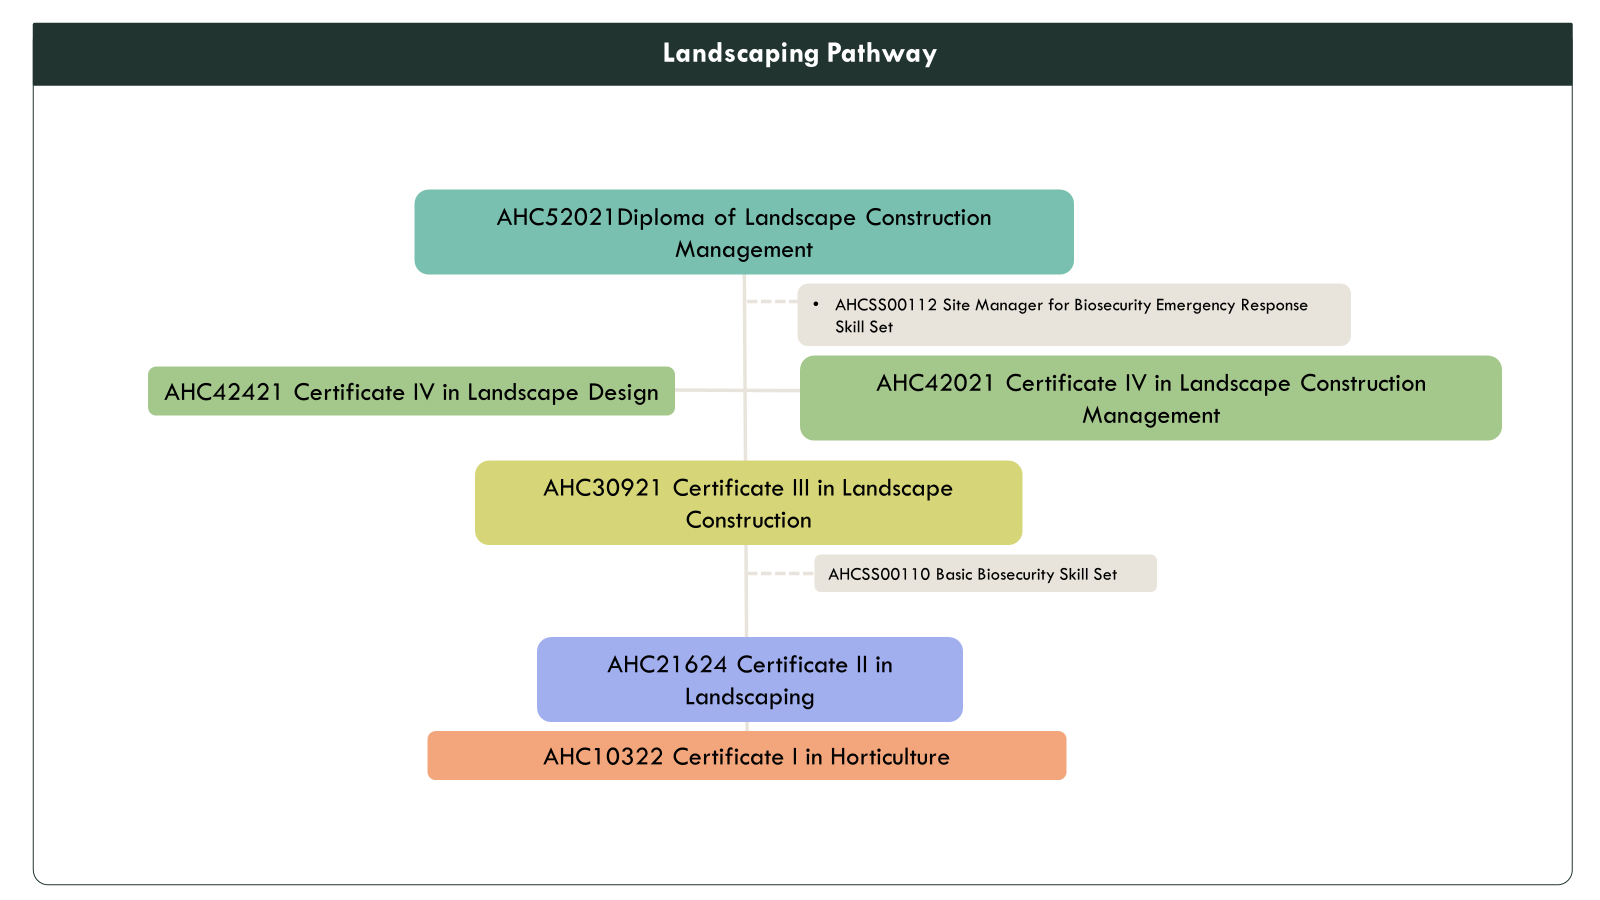 Landscaping Pathway
AHC52021Diploma of Landscape Construction
Management
• AHCSS00112 Site Manager for Biosecurity Emergency Response
Skill Set
AHC42421 Certificate IV in Landscape Design
AHC42021 Certificate IV in Landscape Construction
Management
AHC30921 Certificate III in Landscape
Construction
AHCSS00110 Basic Biosecurity Skill Set
AHC21624 Certificate II in
Landscaping
AHC10322 Certificate I in Horticulture